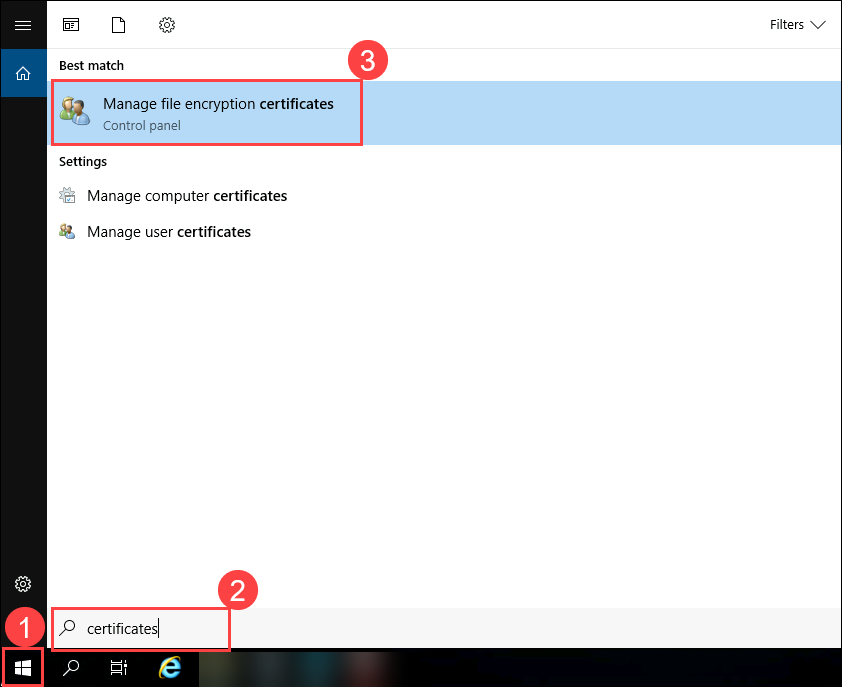 Filters
Best match
3
Manage file encryption certificates
Control panel
Settings
Manage computer certificates
Manage user certificates
2
1
certificates